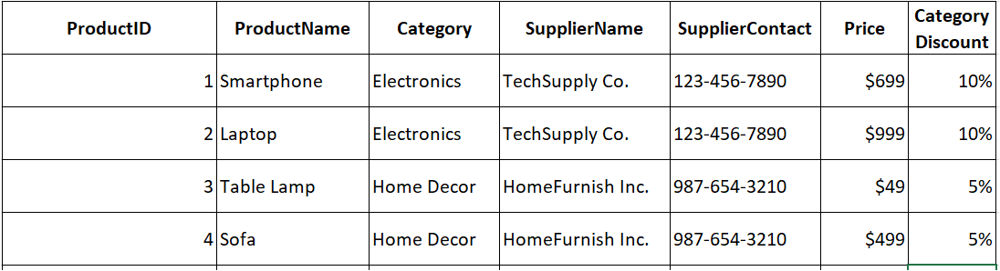 ProductID ProductName Category SupplierName SupplierContact Price Category Discount
1 Smartphone Electronics TechSupply Co. 123-456-7890 $699 10%
2 Laptop Electronics TechSupply Co. 123-456-7890 $999 10%
3 Table Lamp Home Decor HomeFurnish Inc. 987-654-3210 $49 5%
4 Sofa Home Decor HomeFurnish Inc. 987-654-3210 $499 5%